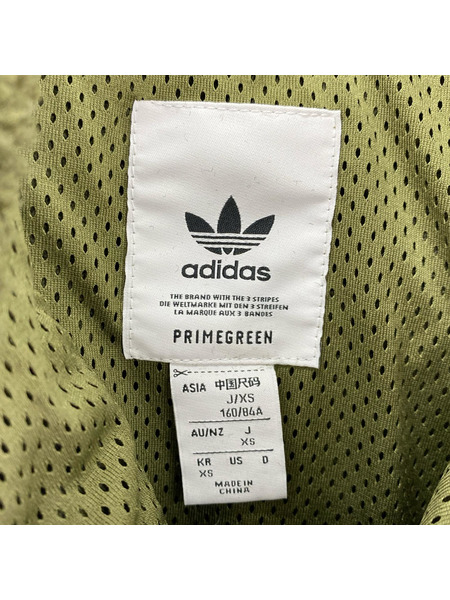 adidas
THE BRAND WITH THE 3 STRIPES
DIE WELTMARKE MIT DEN 3 STREIFEN
LA MARQUE AUX 3 BANDES
PRIMEGREEN
ASIA 中国尺码
J/XS
160/84A
AU/NZ J
XS
KR US D
XS
MADE IN
CHINA